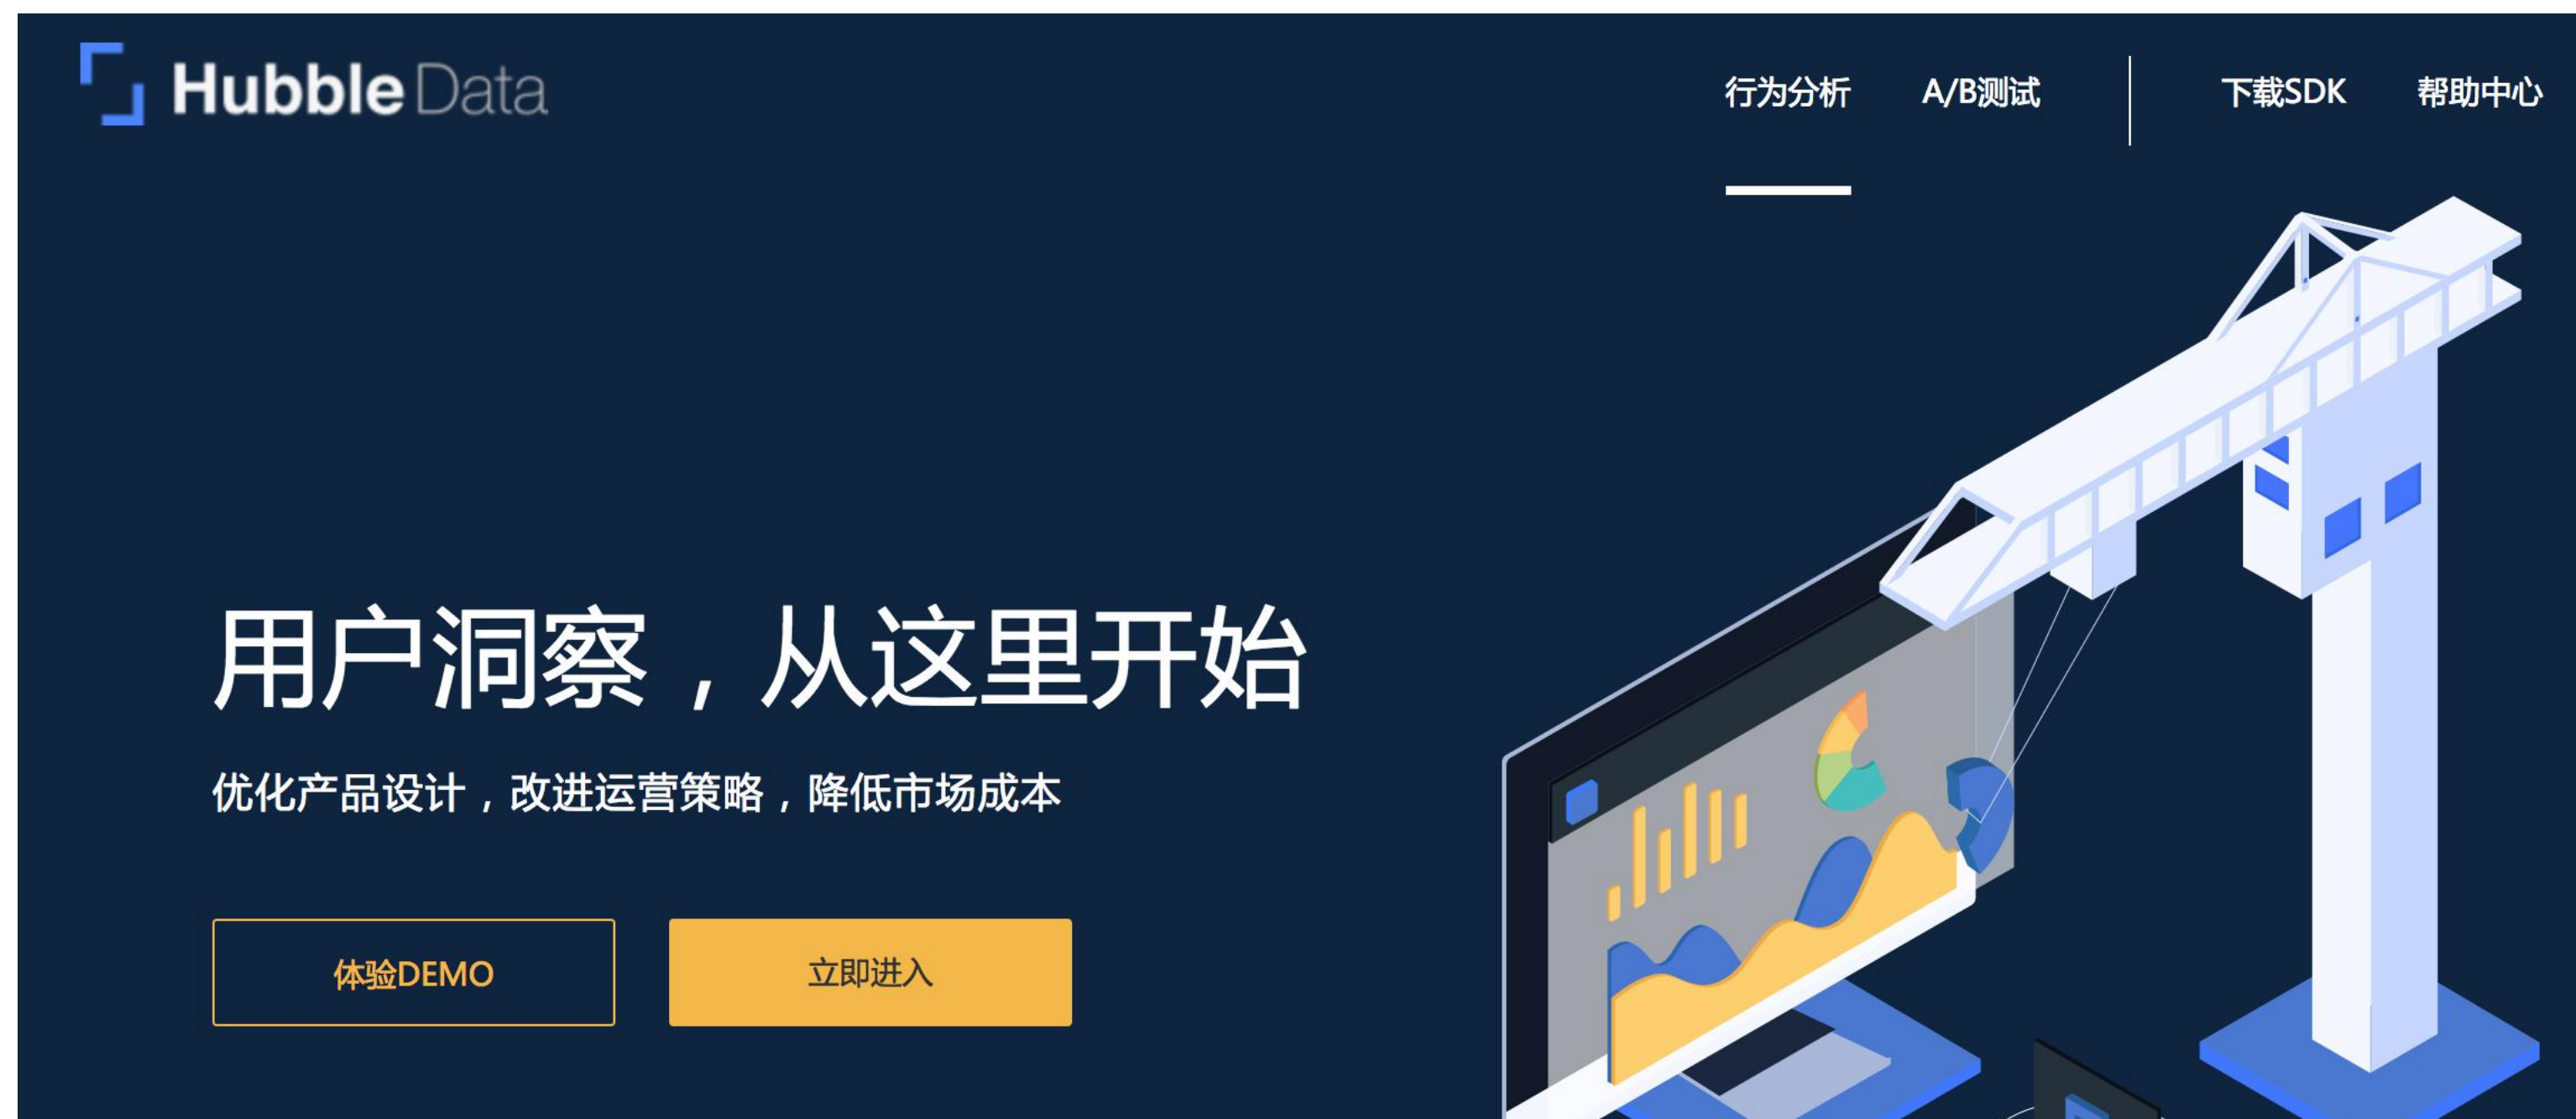 Hubble Data
行为分析 A/B测试 下载SDK 帮助中心
用户洞察，从这里开始
优化产品设计，改进运营策略，降低市场成本
体验DEMO 立即进入